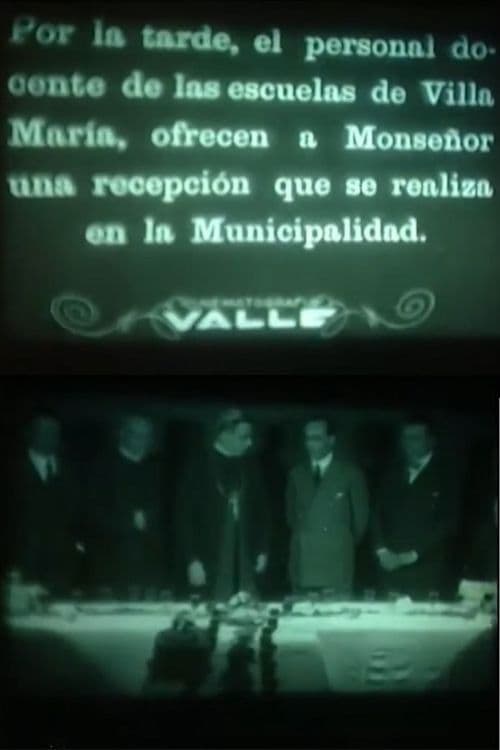 Por la tarde, el personal do-
cente de las escuelas de Villa
María, ofrecen a Monseñor
una recepción que se realiza
en la Municipalidad.
CINEMATOGRAFIA
VALLE